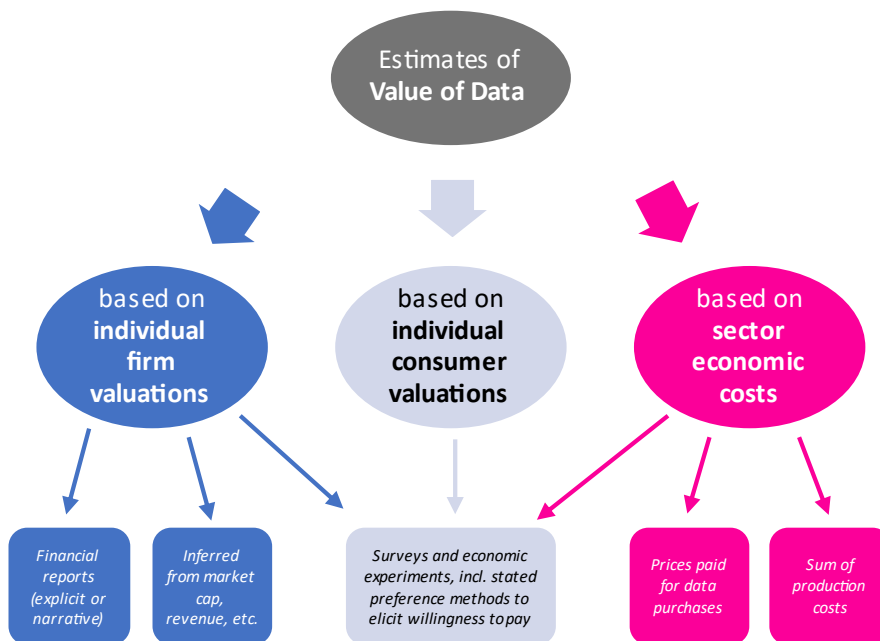 Estimates of
Value of Data
based on
individual
firm
valuations
based on
individual
consumer
valuations
based on
sector
economic
costs
Financial
reports
(explicit or
narrative)
Inferred
from market
cap,
revenue, etc.
Surveys and economic
experiments, incl. stated
preference methods to
elicit willingness to pay
Prices paid
for data
purchases
Sum of
production
costs